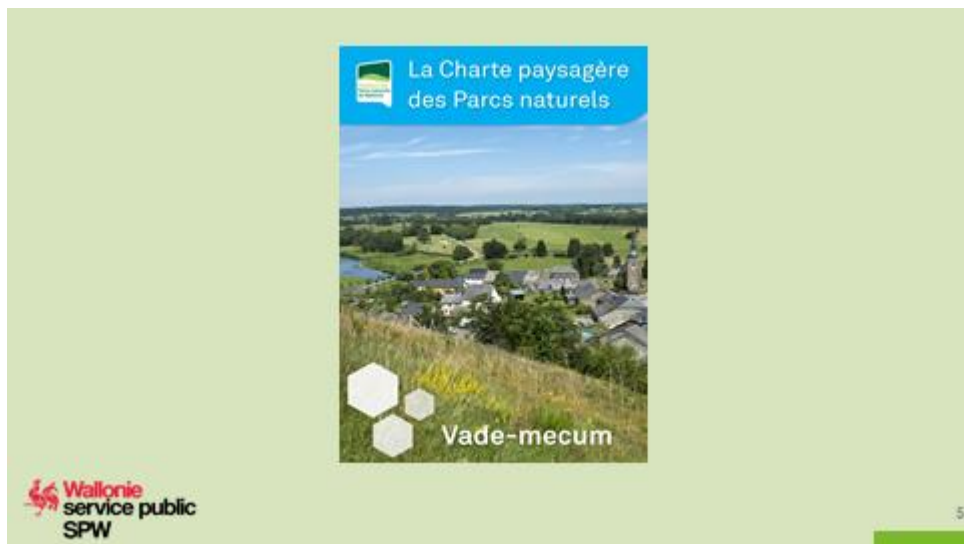 La Charte paysagère
des Parcs naturels
Vade-mecum
Wallonie
service public
SPW
5